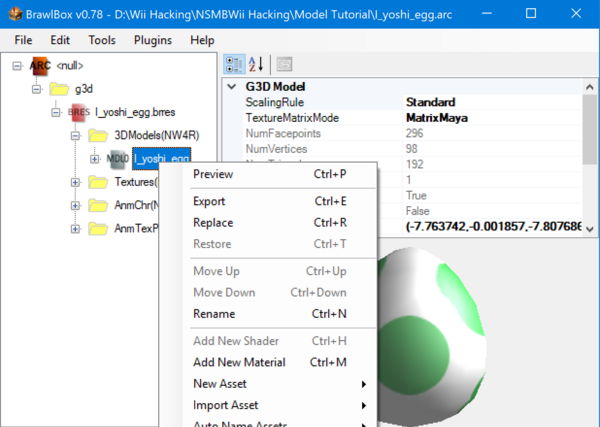 BrawlBox v0.78 - D:\Wii Hacking\NSMBWii Hacking\Model Tutorial\I_yoshi_egg.arc
File Edit Tools Plugins Help
ARC <null>
g3d
BRES I_yoshi_egg.brres
3DModels(NW4R)
MDL0 I_yoshi_egg
Textures(
AnmChr(N
AnmTexP
G3D Model
ScalingRule Standard
TextureMatrixMode MatrixMaya
NumFacepoints 296
NumVertices 98
192
1
True
False
(-7.763742,-0.001857,-7.807686
Preview Ctrl+P
Export Ctrl+E
Replace Ctrl+R
Restore Ctrl+T
Move Up Ctrl+Up
Move Down Ctrl+Down
Rename Ctrl+N
Add New Shader Ctrl+H
Add New Material Ctrl+M
New Asset
Import Asset
Auto Name Assets